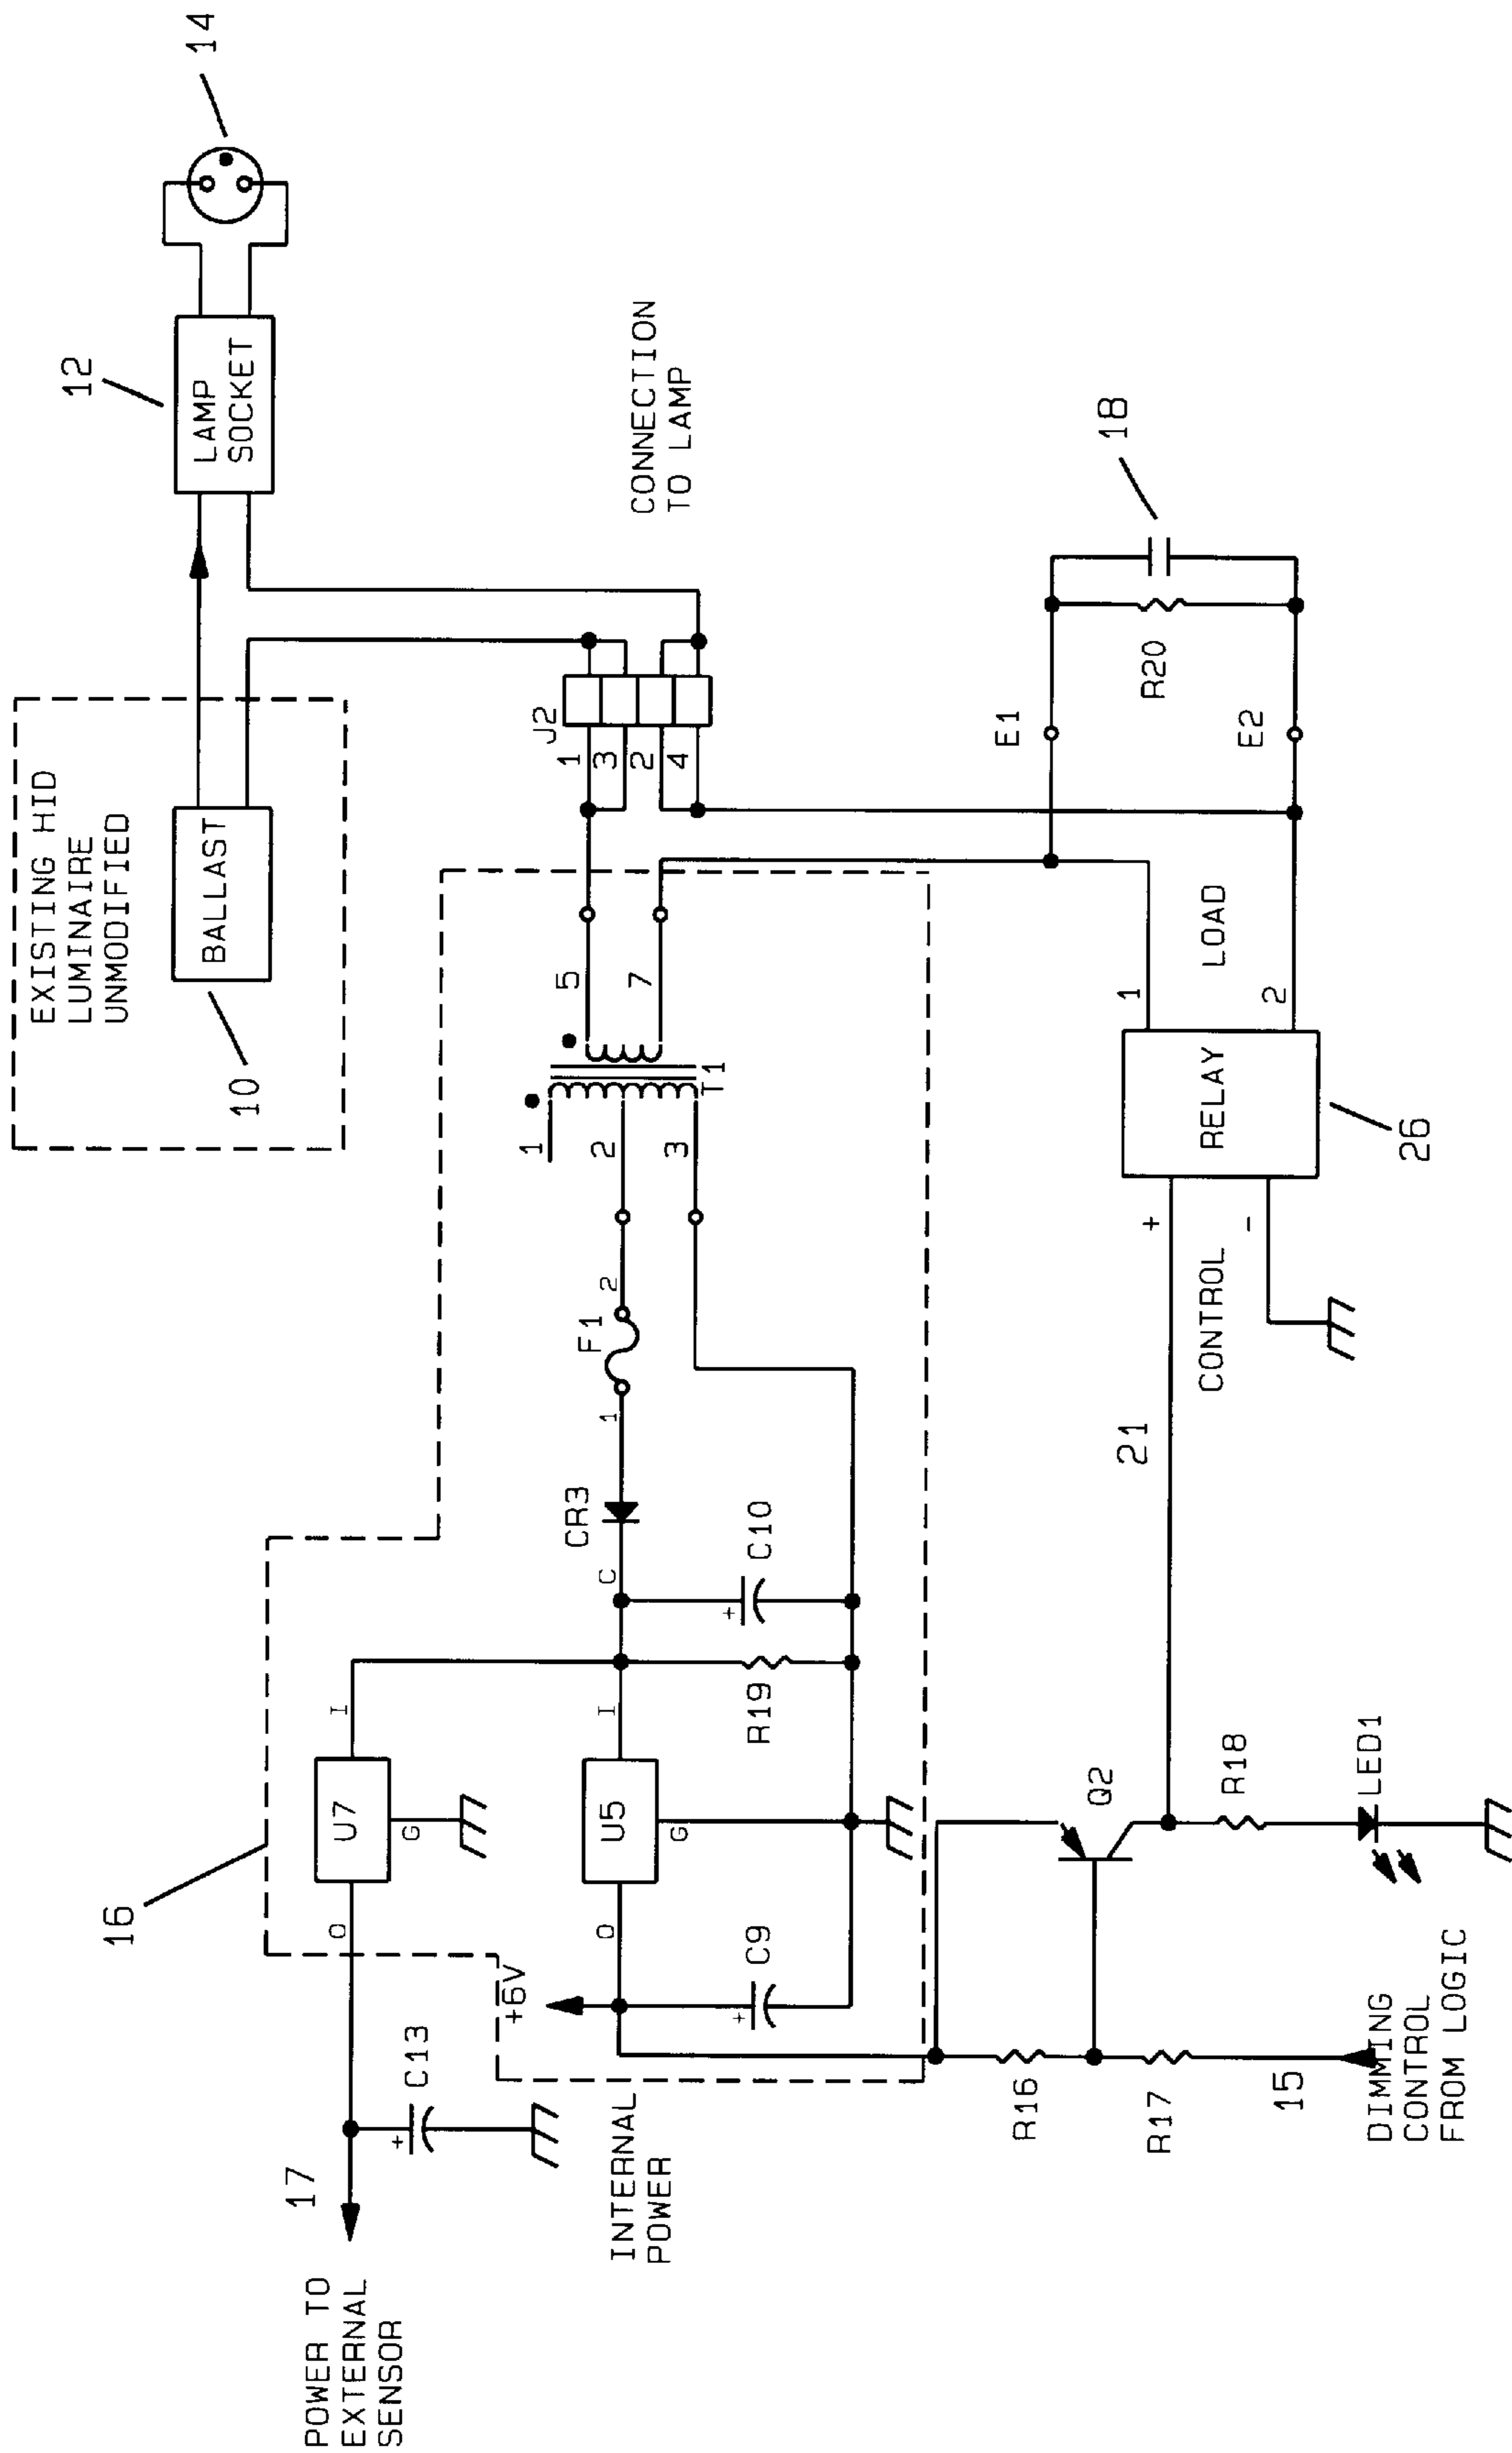 EXISTING HID
LUMINAIRE
UNMODIFIED
BALLAST
10
12
LAMP
SOCKET
14
CONNECTION
TO LAMP
J2
1
3
2
4
16
POWER TO
EXTERNAL
SENSOR
17
C13
+
O
U7
I
G
INTERNAL
POWER
+6V
O
U5
I
G
C9
+
R19
C10
+
C
CR3
1
F1
2
1
2
3
T1
5
7
E1
E2
R20
18
R16
R17
15
DIMMING
CONTROL
FROM LOGIC
Q2
R18
LED1
21
CONTROL
+
-
RELAY
26
1
2
LOAD